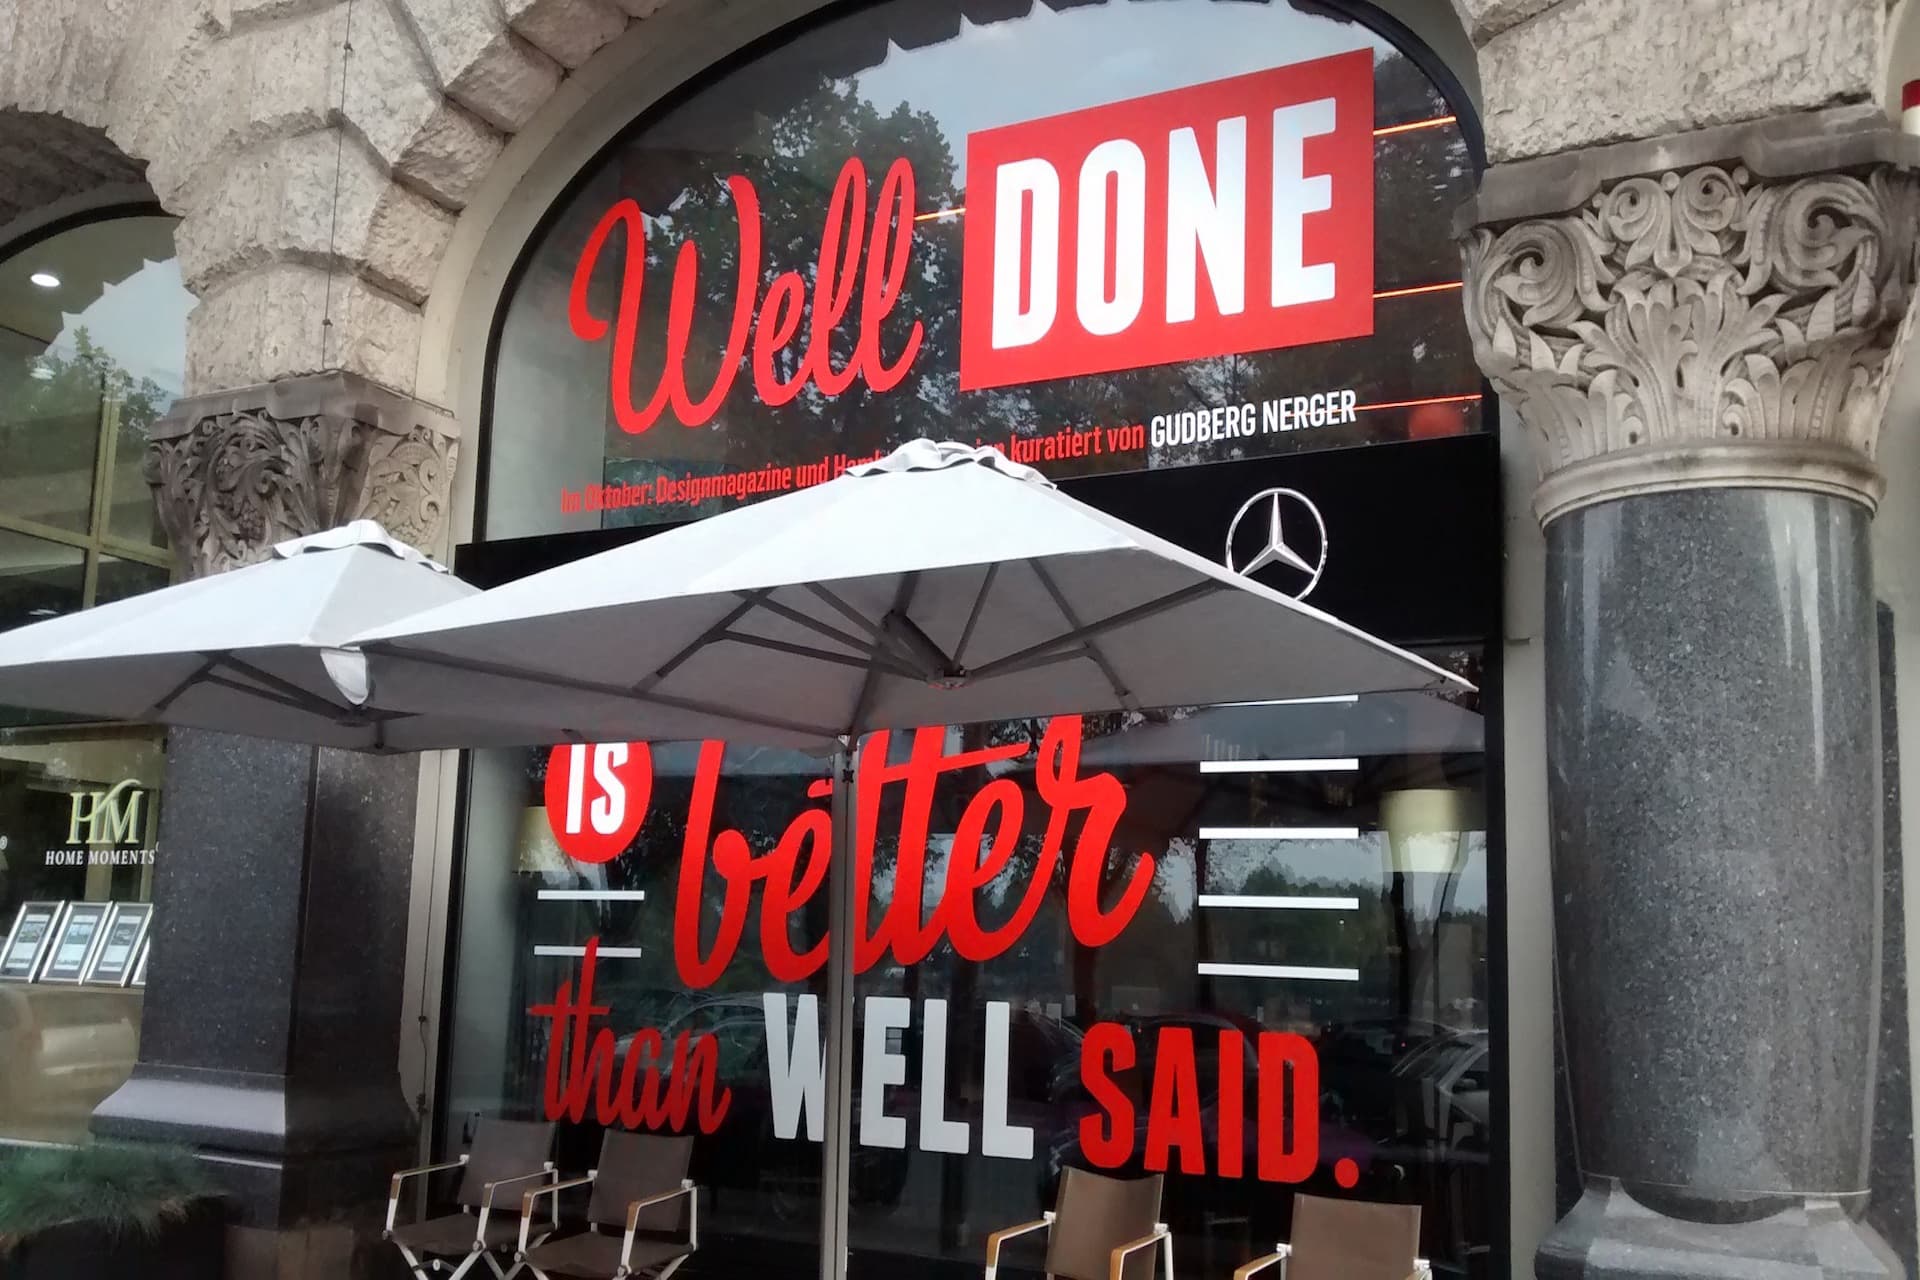 Well DONE
Im Oktober: Designmagazine und kuratiert von GUDBERG NERGER
IS better
than WELL SAID.
HM
HOME MOMENTS